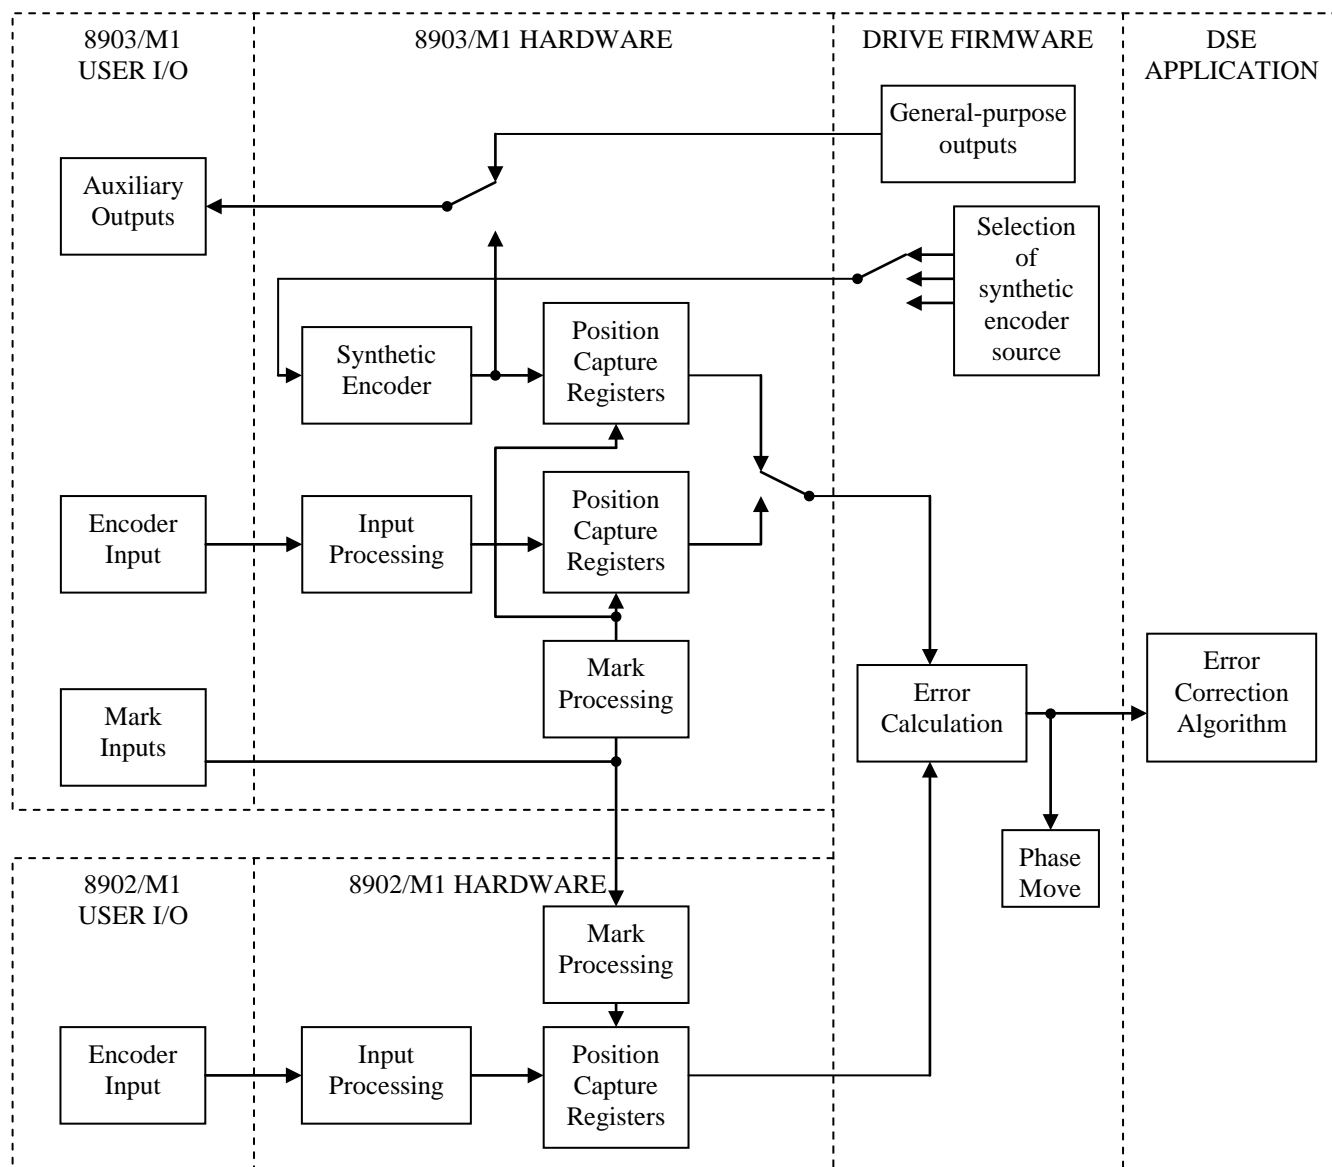 8903/M1
USER I/O
8903/M1 HARDWARE
DRIVE FIRMWARE
DSE
APPLICATION
General-purpose
outputs
Auxiliary
Outputs
Selection
of
synthetic
encoder
source
Synthetic
Encoder
Position
Capture
Registers
Encoder
Input
Input
Processing
Position
Capture
Registers
Mark
Inputs
Mark
Processing
Error
Calculation
Error
Correction
Algorithm
Phase
Move
8902/M1
USER I/O
8902/M1 HARDWARE
Mark
Processing
Encoder
Input
Input
Processing
Position
Capture
Registers